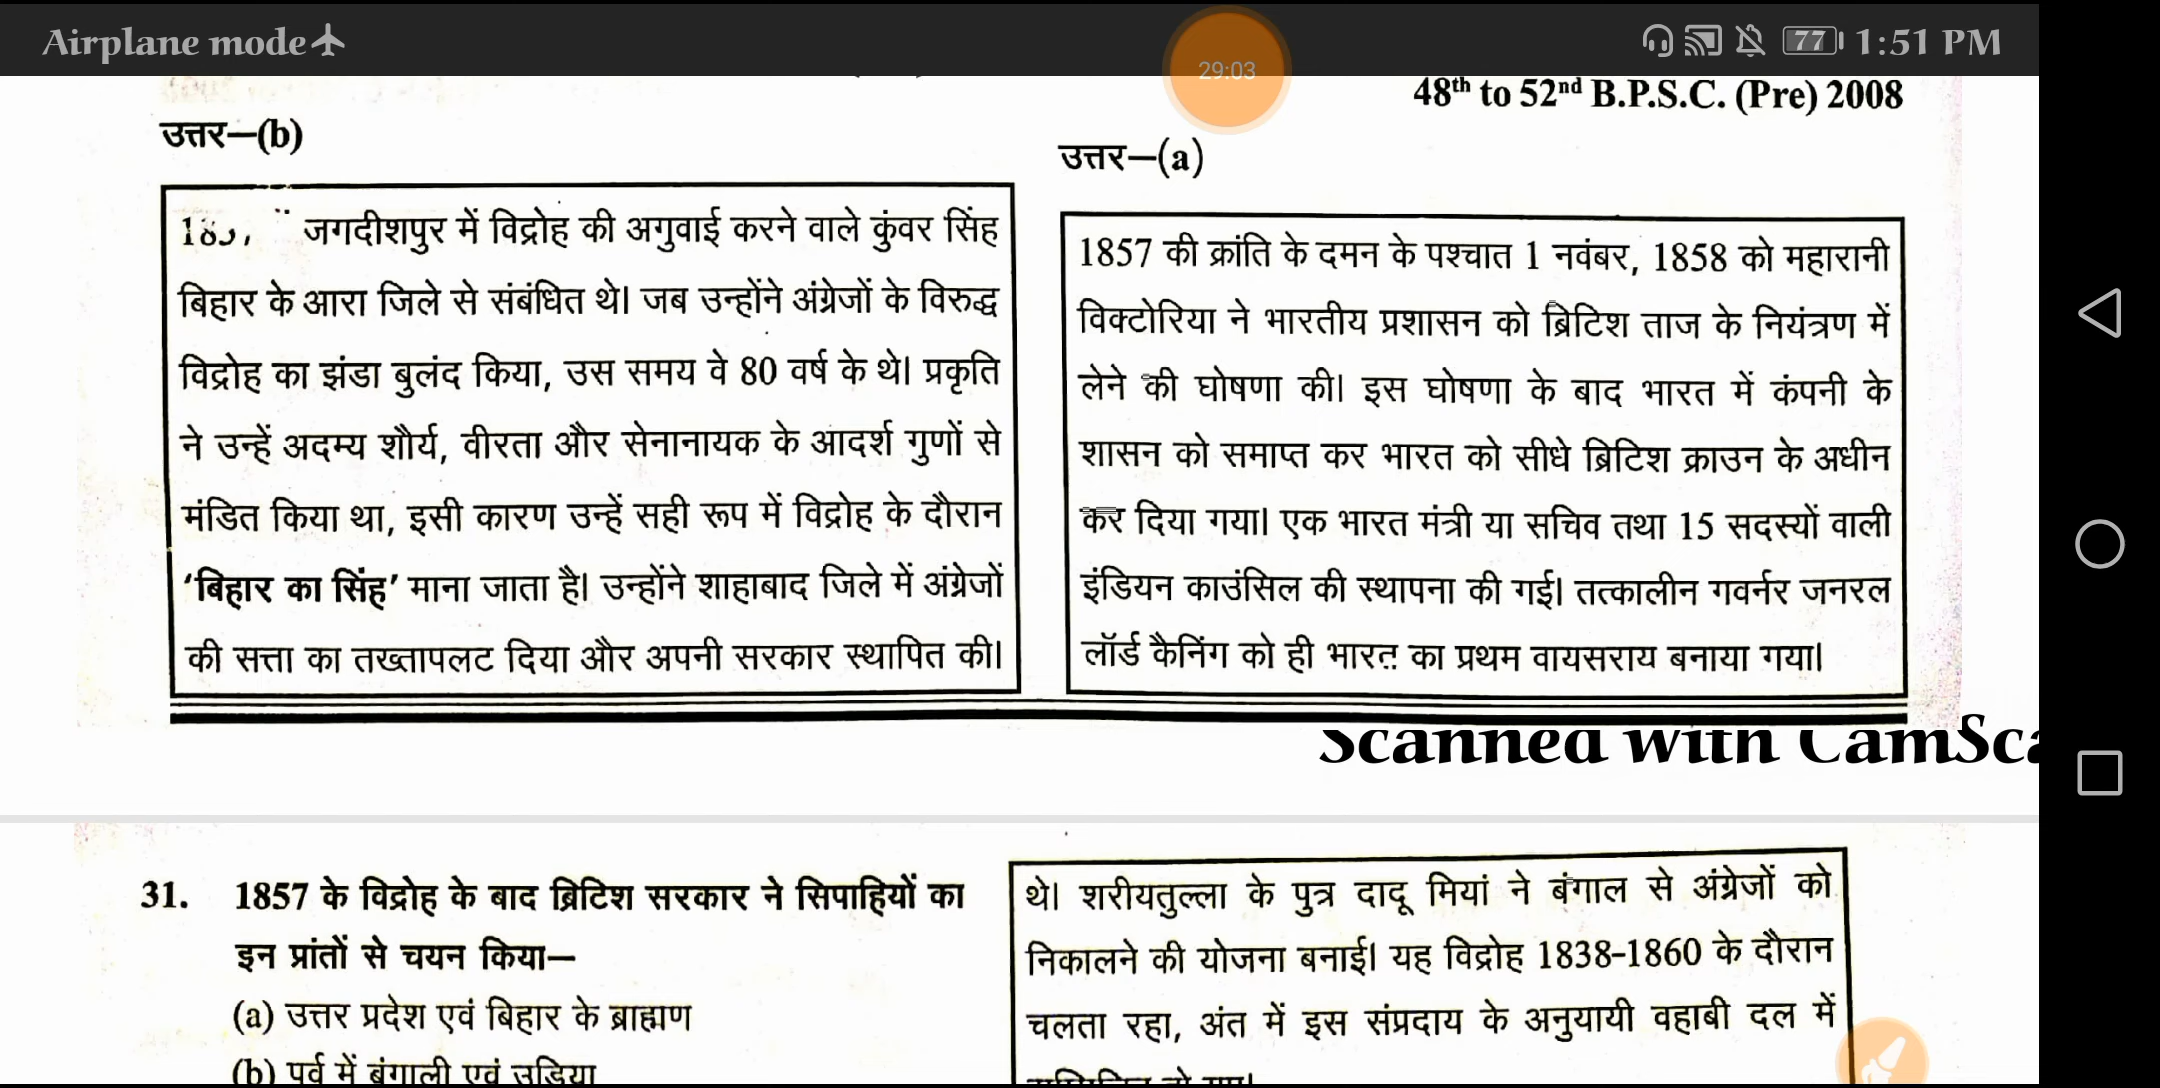 Airplane mode
29:03
77 1:51 PM
48th to 52nd B.P.S.C. (Pre) 2008
उत्तर—(b)
जगदीशपुर में विद्रोह की अगुवाई करने वाले कुंवर सिंह
बिहार के आरा जिले से संबंधित थे। जब उन्होंने अंग्रेजों के विरुद्ध
विद्रोह का झंडा बुलंद किया, उस समय वे 80 वर्ष के थे। प्रकृति
ने उन्हें अदम्य शौर्य, वीरता और सेनानायक के आदर्श गुणों से
मंडित किया था, इसी कारण उन्हें सही रूप में विद्रोह के दौरान
‘बिहार का सिंह’ माना जाता है। उन्होंने शाहाबाद जिले में अंग्रेजों
की सत्ता का तख्तापलट दिया और अपनी सरकार स्थापित की।
उत्तर—(a)
1857 की क्रांति के दमन के पश्चात 1 नवंबर, 1858 को महारानी
विक्टोरिया ने भारतीय प्रशासन को ब्रिटिश ताज के नियंत्रण में
लेने की घोषणा की। इस घोषणा के बाद भारत में कंपनी के
शासन को समाप्त कर भारत को सीधे ब्रिटिश क्राउन के अधीन
कर दिया गया। एक भारत मंत्री या सचिव तथा 15 सदस्यों वाली
इंडियन काउंसिल की स्थापना की गई। तत्कालीन गवर्नर जनरल
लॉर्ड कैनिंग को ही भारत का प्रथम वायसराय बनाया गया।
Scanned with CamSca
31. 1857 के विद्रोह के बाद ब्रिटिश सरकार ने सिपाहियों का
इन प्रांतों से चयन किया—
(a) उत्तर प्रदेश एवं बिहार के ब्राह्मण
(b) पूर्व में बंगाली एवं उड़िया
थे। शरीयतुल्ला के पुत्र दादू मियां ने बंगाल से अंग्रेजों को
निकालने की योजना बनाई। यह विद्रोह 1838-1860 के दौरान
चलता रहा, अंत में इस संप्रदाय के अनुयायी वहाबी दल में